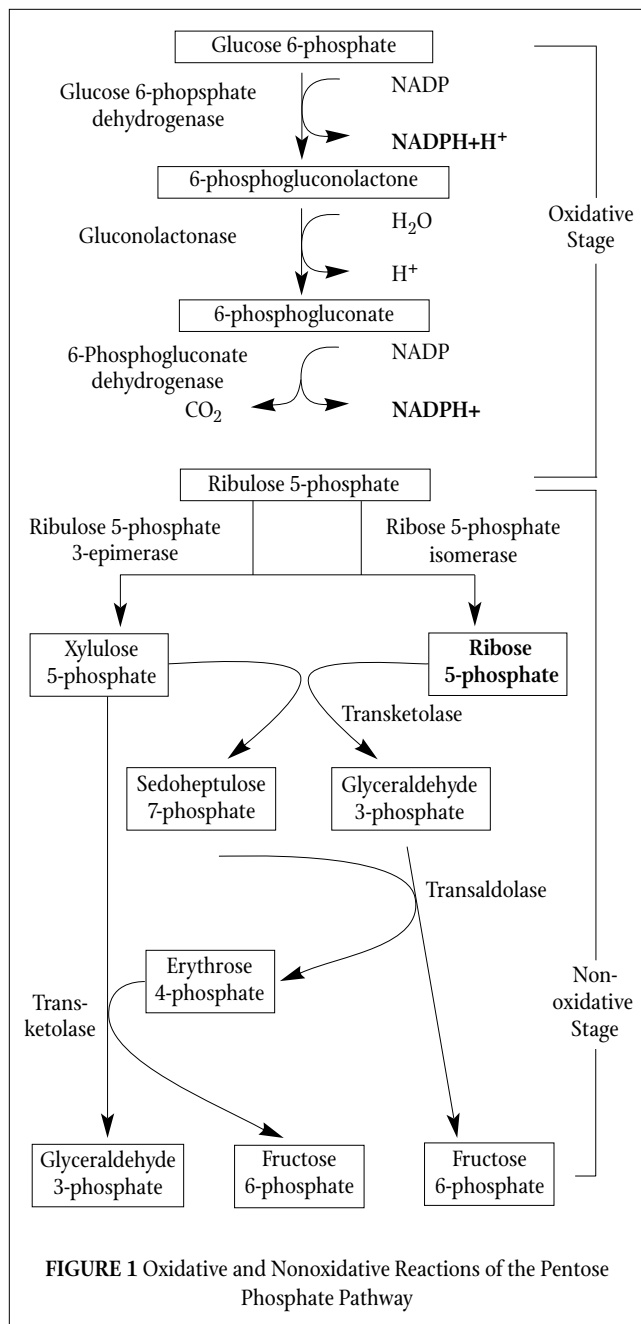 Glucose 6-phosphate
Glucose 6-phopsphate
dehydrogenase
NADP
NADPH+H⁺
6-phosphogluconolactone
Gluconolactonase
H₂O
H⁺
Oxidative
Stage
6-phosphogluconate
6-Phosphogluconate
dehydrogenase
NADP
CO₂
NADPH+
Ribulose 5-phosphate
Ribulose 5-phosphate
3-epimerase
Ribose 5-phosphate
isomerase
Xylulose
5-phosphate
Ribose
5-phosphate
Transketolase
Sedoheptulose
7-phosphate
Glyceraldehyde
3-phosphate
Transaldolase
Erythrose
4-phosphate
Trans-
ketolase
Non-
oxidative
Stage
Glyceraldehyde
3-phosphate
Fructose
6-phosphate
Fructose
6-phosphate
FIGURE 1 Oxidative and Nonoxidative Reactions of the Pentose
Phosphate Pathway